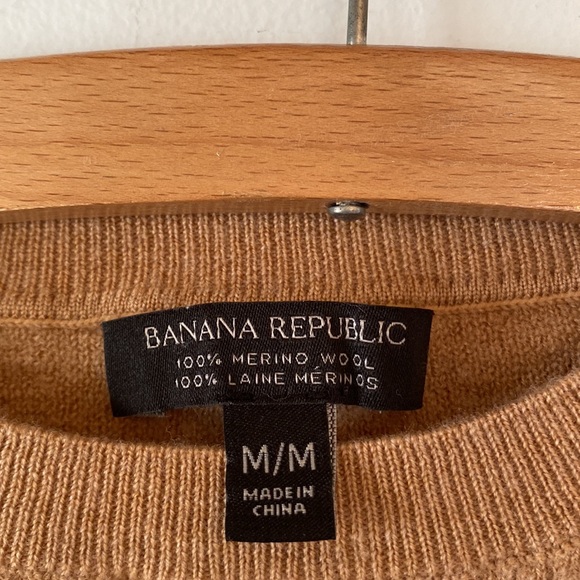 BANANA REPUBLIC
100% MERINO WOOL
100% LAINE MÉRINOS
M/M
MADE IN
CHINA